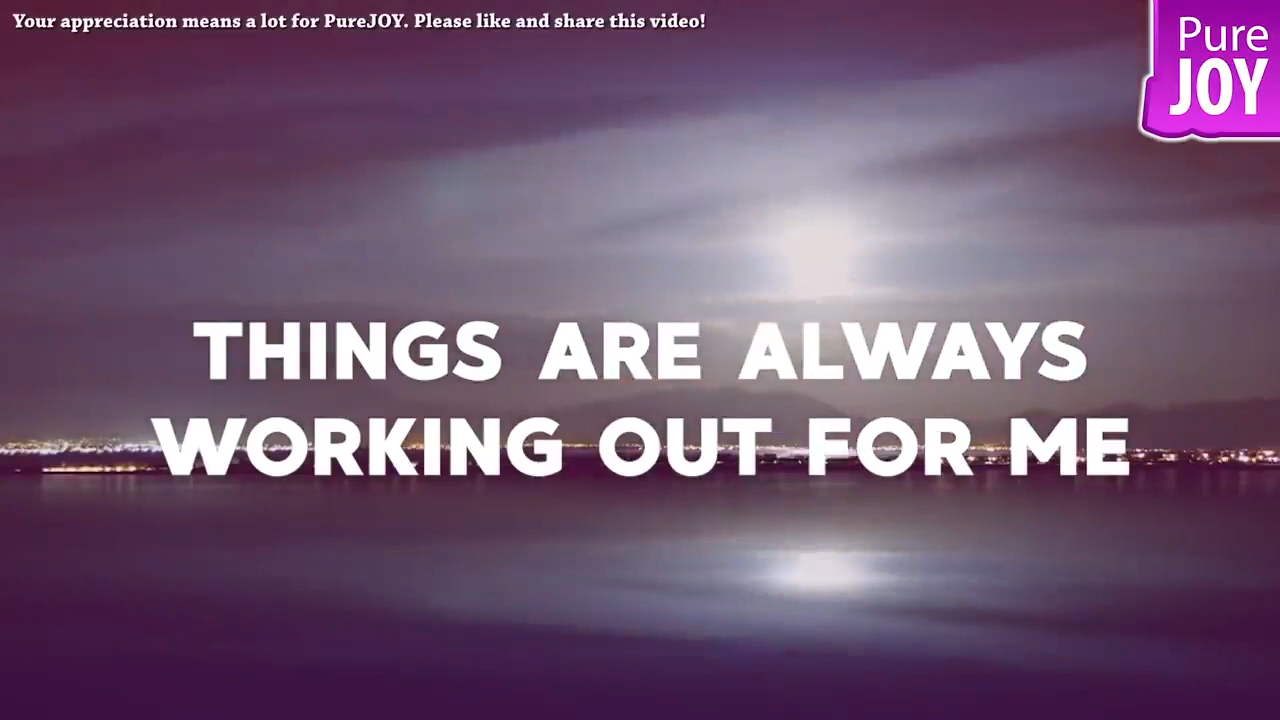 Your appreciation means a lot for PureJOY. Please like and share this video!
Pure
JOY
THINGS ARE ALWAYS
WORKING OUT FOR ME